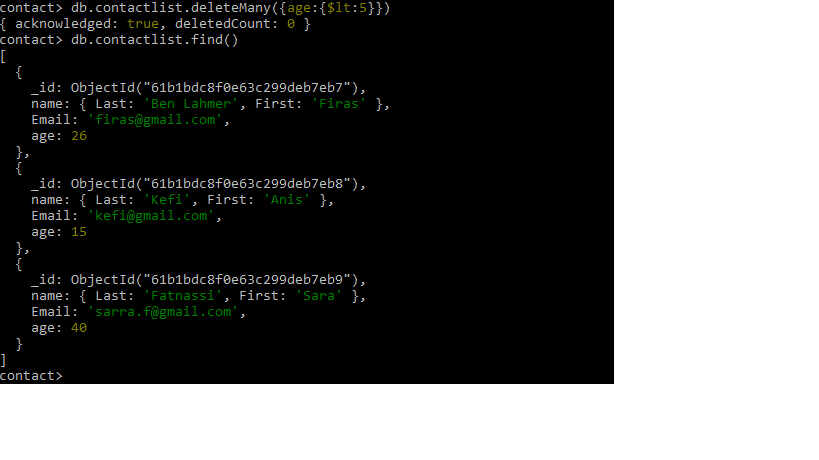 contact> db.contactlist.deleteMany({age:{$lt:5}})
{ acknowledged: true, deletedCount: 0 }
contact> db.contactlist.find()
[
  {
    _id: ObjectId("61b1bdc8f0e63c299deb7eb7"),
    name: { Last: 'Ben Lahmer', First: 'Firas' },
    Email: 'firas@gmail.com',
    age: 26
  },
  {
    _id: ObjectId("61b1bdc8f0e63c299deb7eb8"),
    name: { Last: 'Kefi', First: 'Anis' },
    Email: 'kefi@gmail.com',
    age: 15
  },
  {
    _id: ObjectId("61b1bdc8f0e63c299deb7eb9"),
    name: { Last: 'Fatnassi', First: 'Sara' },
    Email: 'sarra.f@gmail.com',
    age: 40
  }
]
contact>